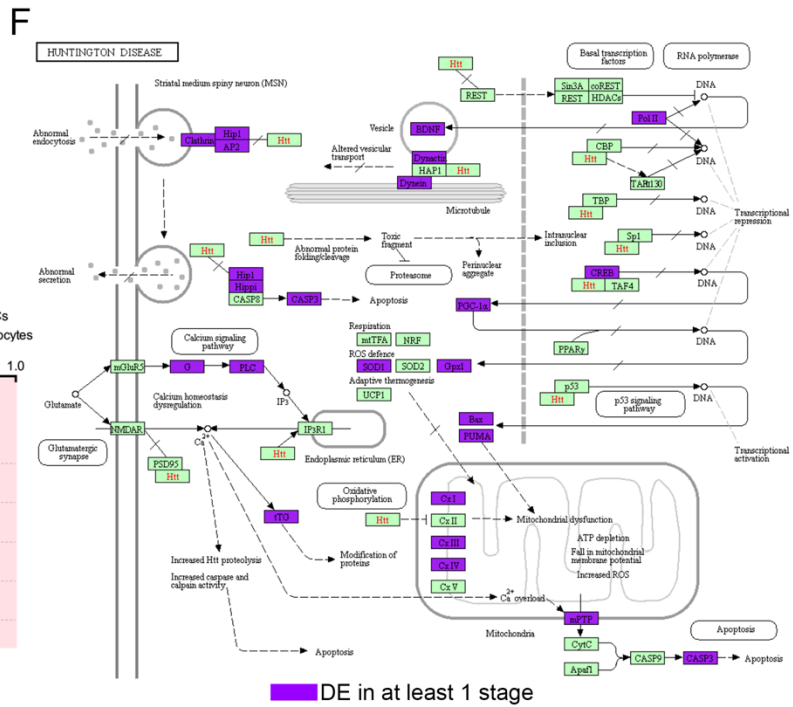 F
HUNTINGTON DISEASE
Striatal medium spiny neuron (MSN)
Abnormal
endocytosis
Clathrin
Hip1
AP2
Htt
Htt
REST
Sin3A
coREST
REST
HDACs
Basal transcription
factors
RNA polymerase
DNA
Vesicle
BDNF
Pol II
Altered vesicular
transport
Dynactin
HAP1
Htt
Dynein
Microtubule
CBP
Htt
DNA
TBP
Htt
DNA
Transcriptional
repression
Abnormal
secretion
Htt
Hip1
Hippi
CASP8
CASP3
Apoptosis
Htt
Abnormal protein
folding/cleavage
Toxic
fragment
Proteasome
Perinuclear
aggregate
Intranuclear
inclusion
Sp1
Htt
DNA
CREB
Htt
TAF4
DNA
PGC-1α
DNA
PPARγ
Cs
ocytes
1.0
Calcium signaling
pathway
mGluR5
G
PLC
Glutamate
Calcium homeostasis
dysregulation
IP3
NMDAR
Ca2+
IP3R1
Htt
Endoplasmic reticulum (ER)
Glutamatergic
synapse
PSD95
Htt
Respiration
mtTFA
NRF
ROS defence
SOD1
SOD2
Gpx1
Adaptive thermogenesis
UCP1
p53
Htt
DNA
p53 signaling
pathway
Bax
PUMA
Transcriptional
activation
tTG
Oxidative
phosphorylation
Htt
Cx I
Cx II
Cx III
Cx IV
Cx V
Mitochondrial dysfunction
ATP depletion
Fall in mitochondrial
membrane potential
Increased ROS
Increased Htt proteolysis
Increased caspase and
calpain activity
Modification of
proteins
Ca2+ overload
mPTP
Mitochondria
Apoptosis
CytC
Apaf1
CASP9
CASP3
Apoptosis
Apoptosis
DE in at least 1 stage